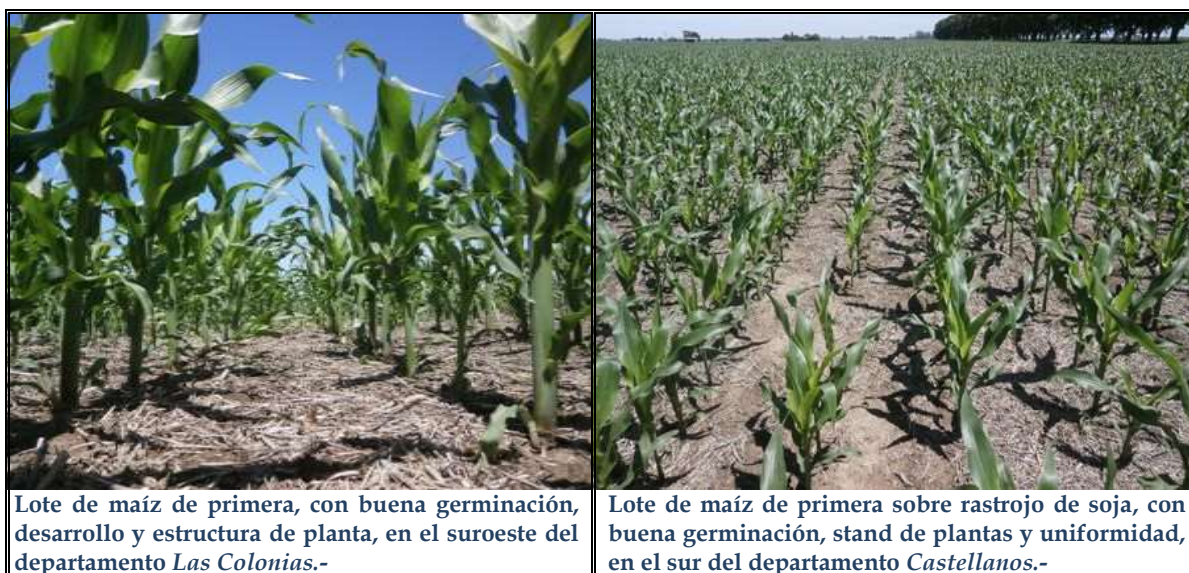 Lote de maíz de primera, con buena germinación,
desarrollo y estructura de planta, en el suroeste del
departamento Las Colonias.-
Lote de maíz de primera sobre rastrojo de soja, con
buena germinación, stand de plantas y uniformidad,
en el sur del departamento Castellanos.-